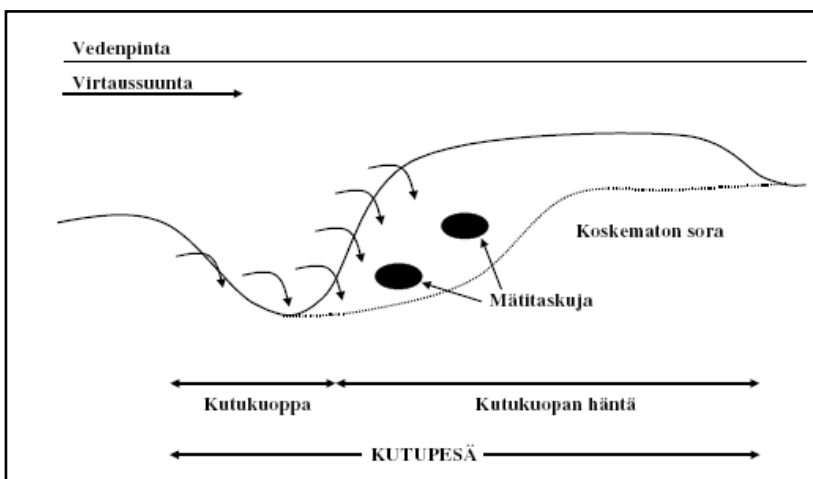 Vedenpinta
Virtaussuunta
Koskematon sora
Mätitaskuja
Kutukuoppa
Kutukuopan häntä
KUTUPESÄ